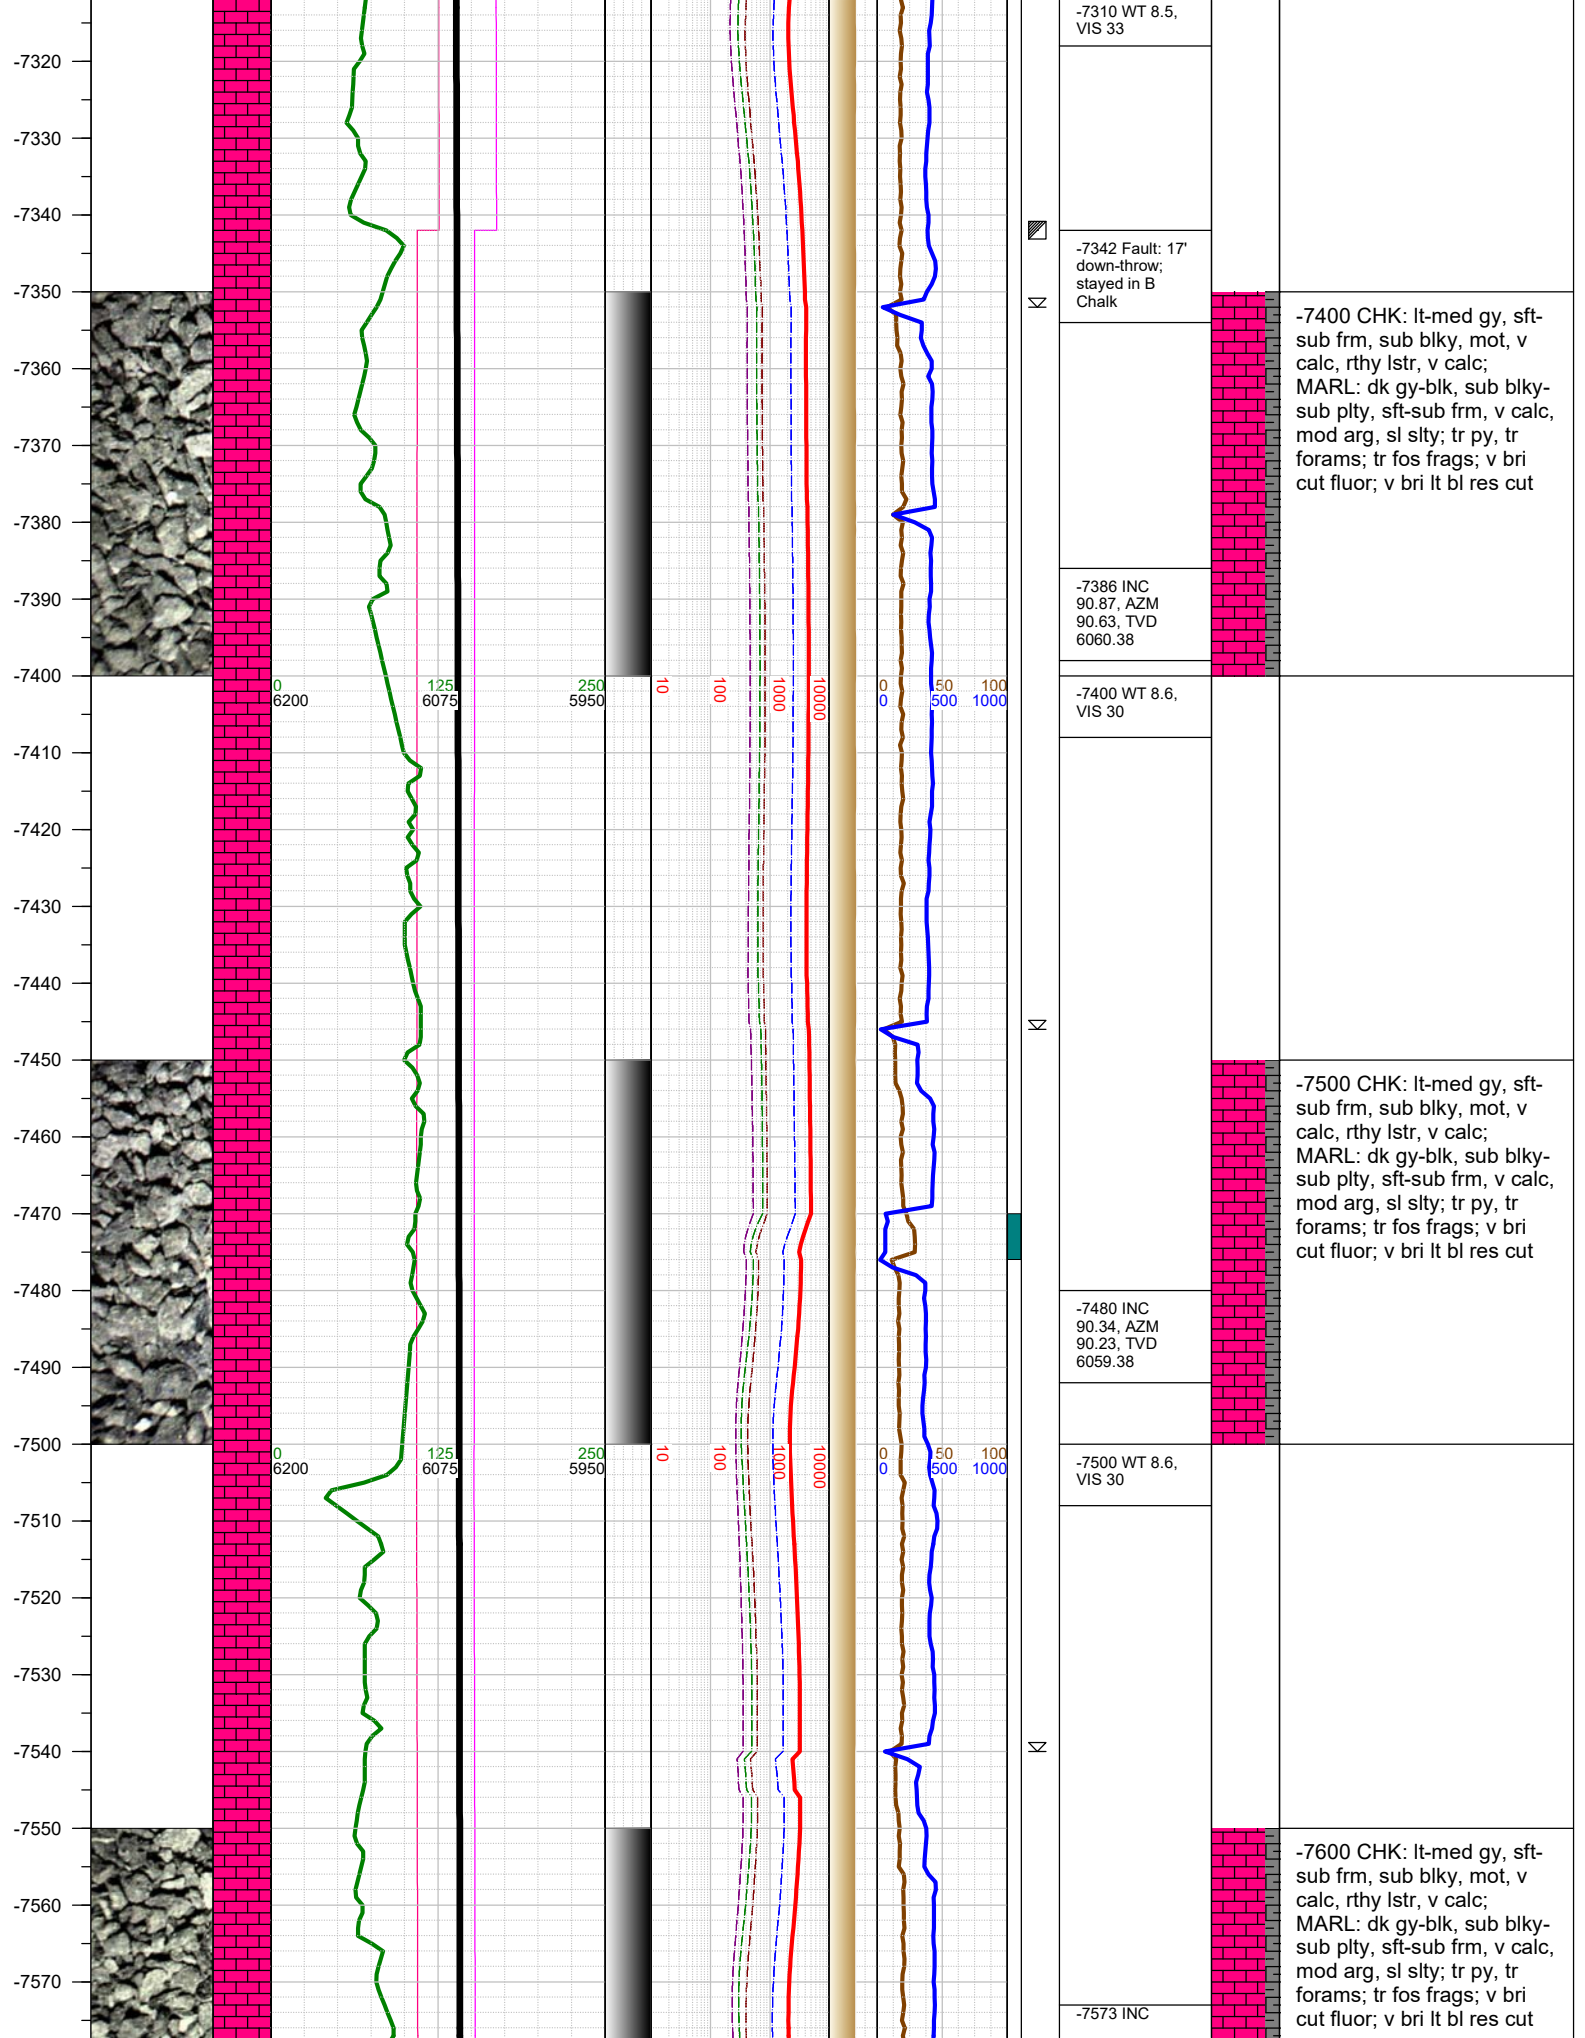 -7310 WT 8.5,
VIS 33
-7320
-7330
-7340
-7342 Fault: 17'
down-throw;
stayed in B
Chalk
-7350
-7400 CHK: lt-med gy, sft-
sub frm, sub blky, mot, v
calc, rthy lstr, v calc;
MARL: dk gy-blk, sub blky-
sub plty, sft-sub frm, v calc,
mod arg, sl slty; tr py, tr
forams; tr fos frags; v bri
cut fluor; v bri lt bl res cut
-7360
-7370
-7380
-7386 INC
90.87, AZM
90.63, TVD
6060.38
-7390
-7400
0 125 250
6200 6075 5950
10 100 1000 10000
0 50 100
0 500 1000
-7400 WT 8.6,
VIS 30
-7410
-7420
-7430
-7440
-7450
-7500 CHK: lt-med gy, sft-
sub frm, sub blky, mot, v
calc, rthy lstr, v calc;
MARL: dk gy-blk, sub blky-
sub plty, sft-sub frm, v calc,
mod arg, sl slty; tr py, tr
forams; tr fos frags; v bri
cut fluor; v bri lt bl res cut
-7460
-7470
-7480
-7480 INC
90.34, AZM
90.23, TVD
6059.38
-7490
-7500
0 125 250
6200 6075 5950
10 100 1000 10000
0 50 100
0 500 1000
-7500 WT 8.6,
VIS 30
-7510
-7520
-7530
-7540
-7550
-7600 CHK: lt-med gy, sft-
sub frm, sub blky, mot, v
calc, rthy lstr, v calc;
MARL: dk gy-blk, sub blky-
sub plty, sft-sub frm, v calc,
mod arg, sl slty; tr py, tr
forams; tr fos frags; v bri
cut fluor; v bri lt bl res cut
-7560
-7570
-7573 INC